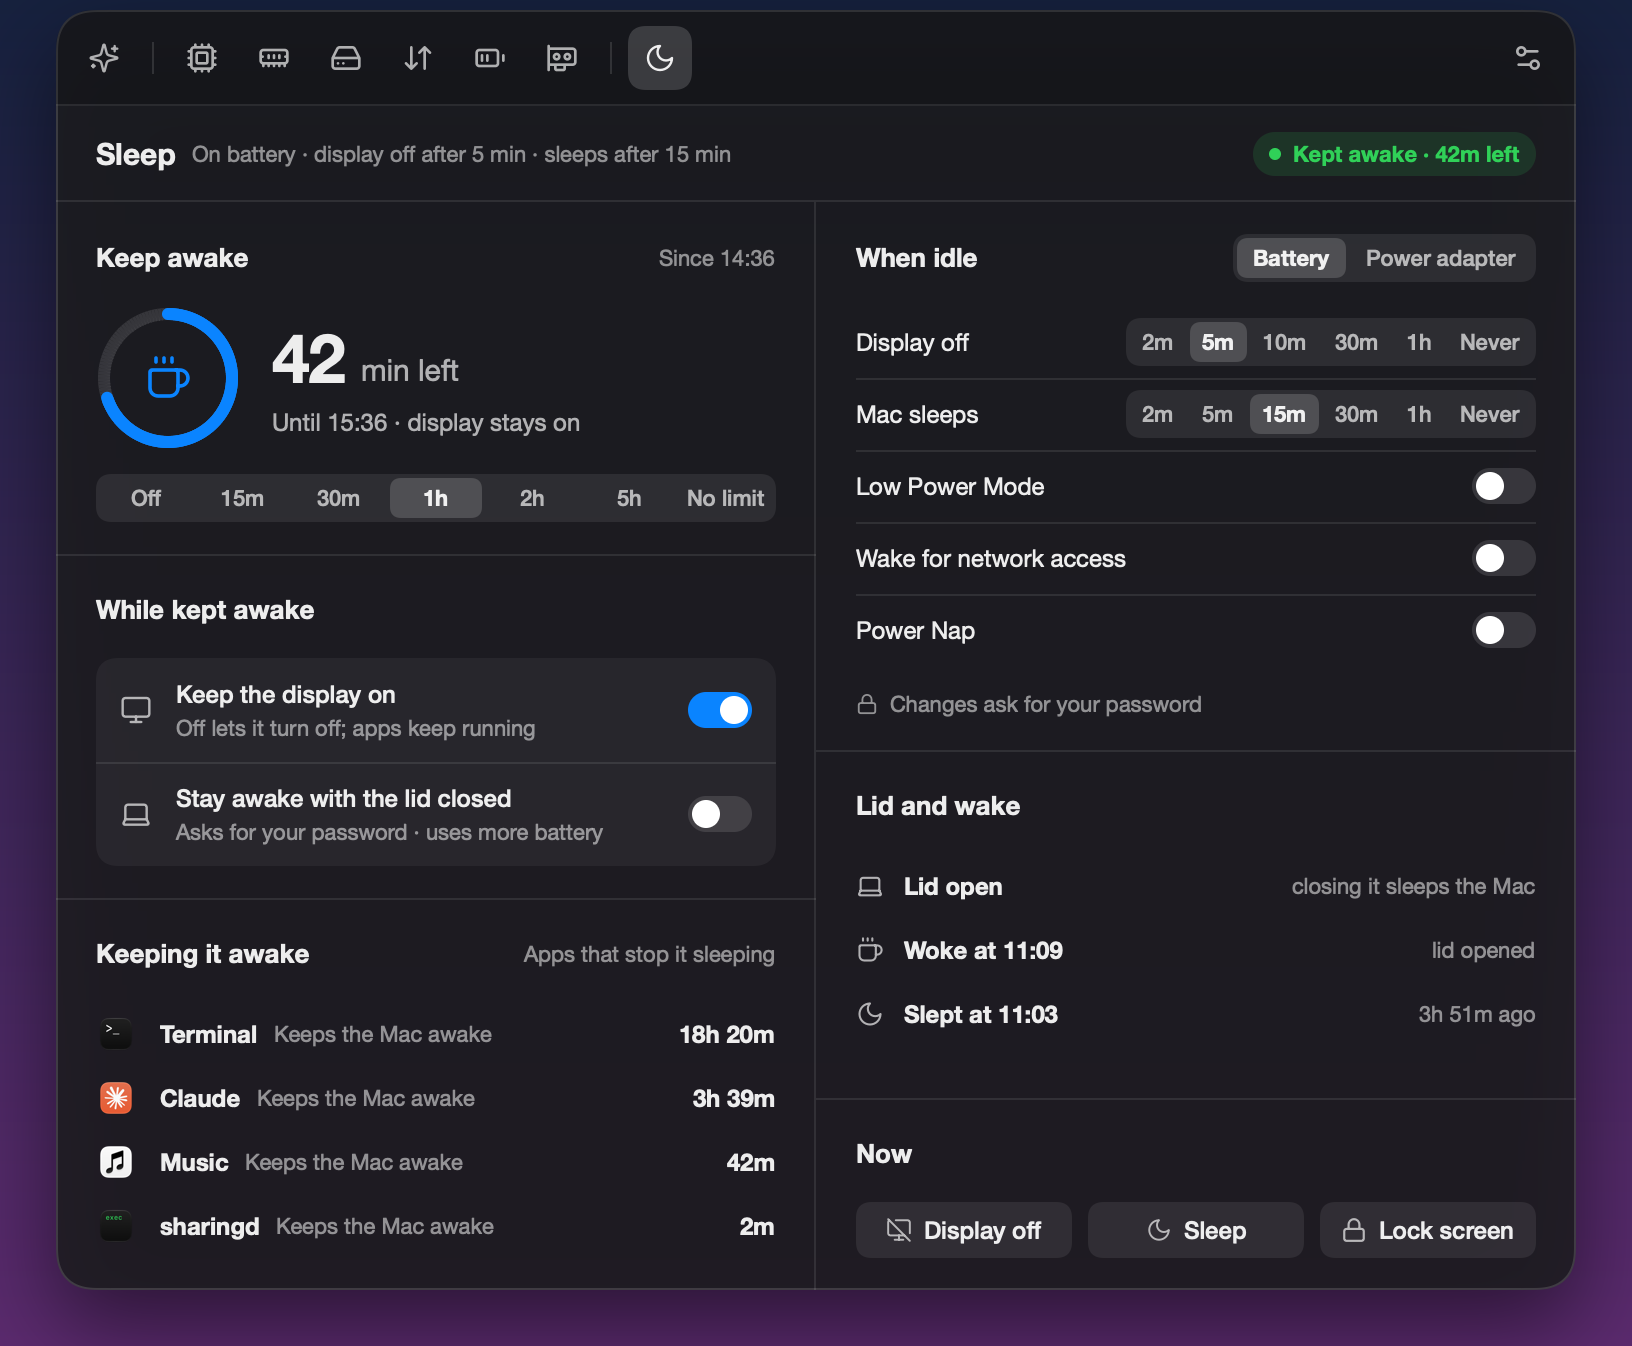 Sleep On battery · display off after 5 min · sleeps after 15 min
Kept awake · 42m left
Keep awake
Since 14:36
42 min left
Until 15:36 · display stays on
Off 15m 30m 1h 2h 5h No limit
While kept awake
Keep the display on
Off lets it turn off; apps keep running
Stay awake with the lid closed
Asks for your password · uses more battery
Keeping it awake
Apps that stop it sleeping
>_
Terminal Keeps the Mac awake 18h 20m
Claude Keeps the Mac awake 3h 39m
Music Keeps the Mac awake 42m
exec
sharingd Keeps the Mac awake 2m
When idle
Battery Power adapter
Display off 2m 5m 10m 30m 1h Never
Mac sleeps 2m 5m 15m 30m 1h Never
Low Power Mode
Wake for network access
Power Nap
Changes ask for your password
Lid and wake
Lid open closing it sleeps the Mac
Woke at 11:09 lid opened
Slept at 11:03 3h 51m ago
Now
Display off Sleep Lock screen